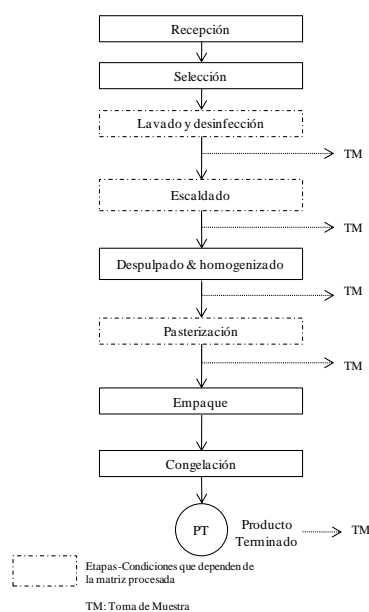 Recepción
Selección
Lavado y desinfección
TM
Escaldado
TM
Despulpado & homogenizado
TM
Pasterización
TM
Empaque
Congelación
PT
Producto
Terminado
TM
Etapas-Condiciones que dependen de
la matriz procesada
TM: Toma de Muestra